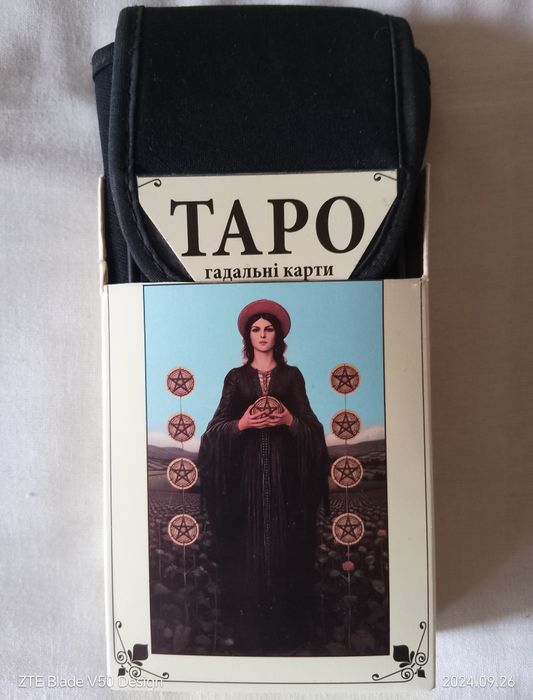 ТАРО
гадальні карти
ZTE Blade V50 Design
2024.09.26